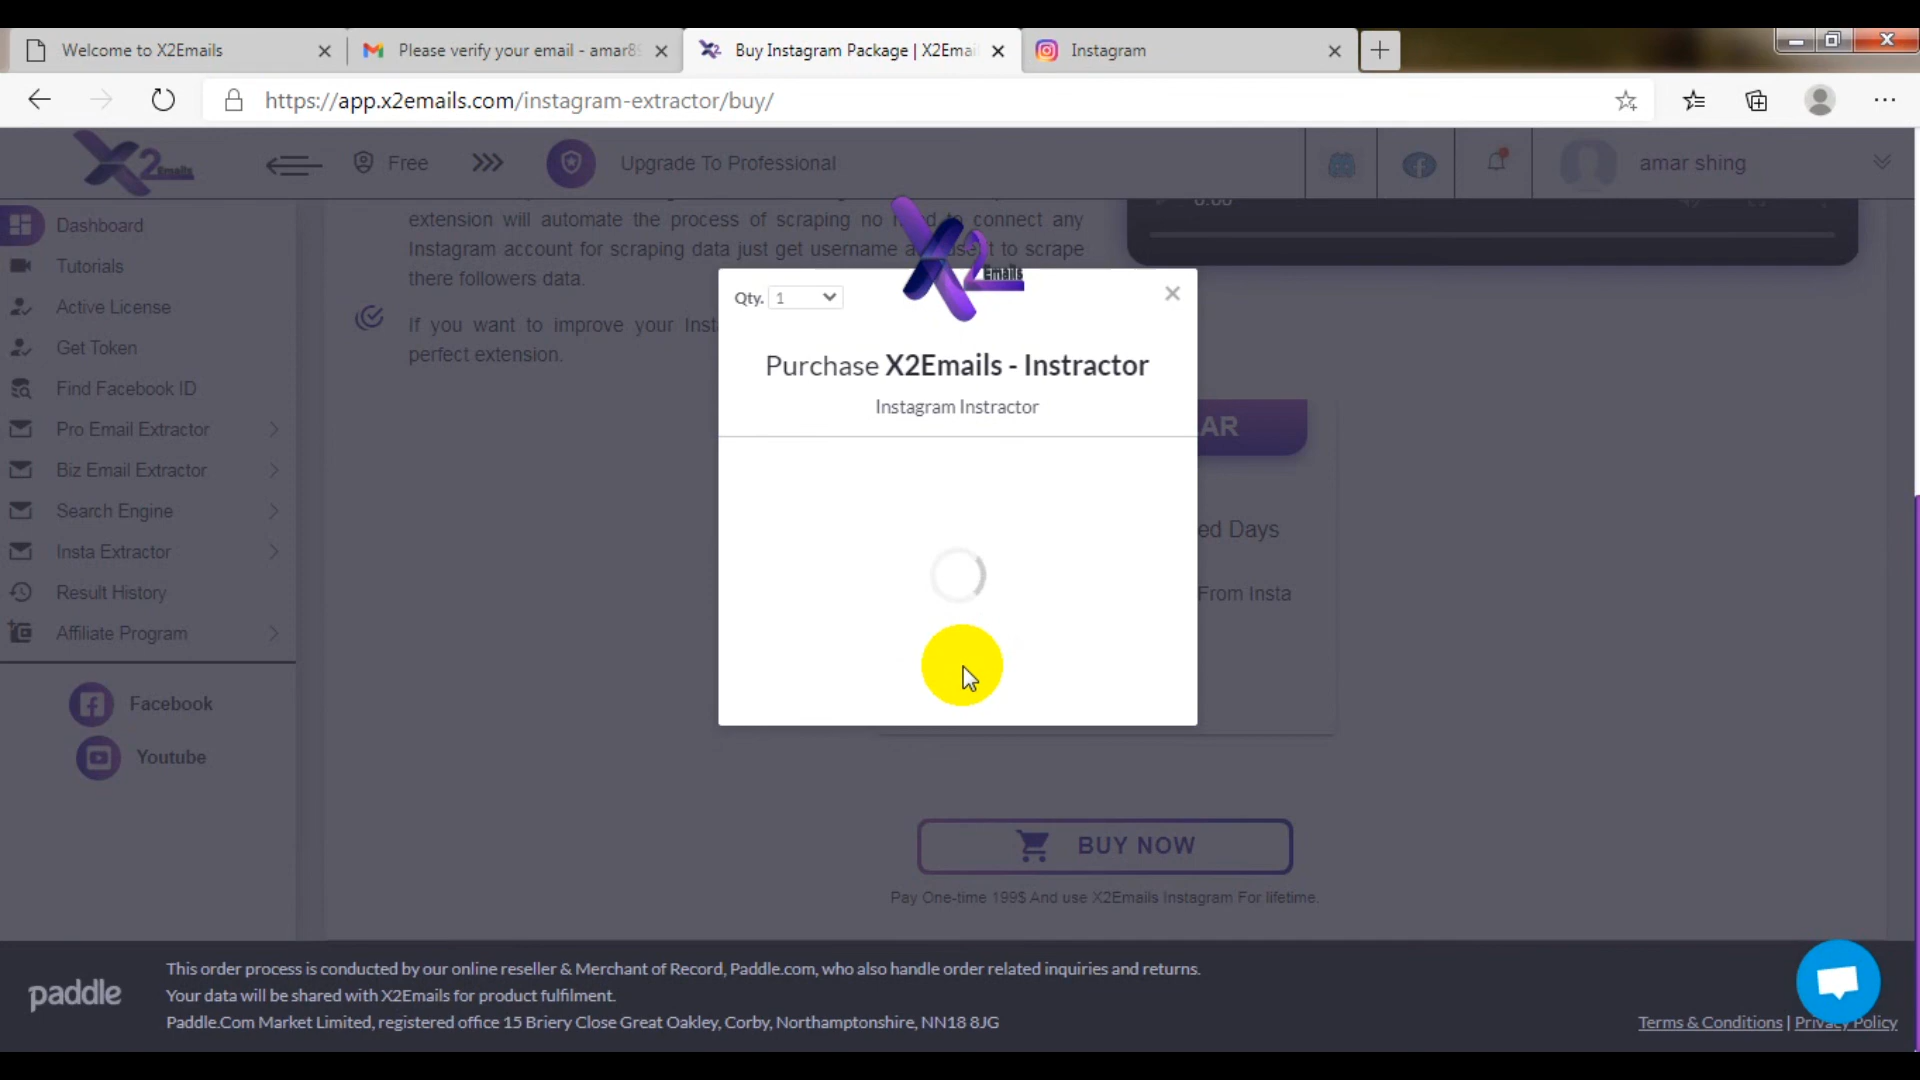 Welcome to X2Emails
Please verify your email - amar8
Buy Instagram Package | X2Emai
Instagram
https://app.x2emails.com/instagram-extractor/buy/
X2Emails
Free
Upgrade To Professional
amar shing
Dashboard
Tutorials
Active License
Get Token
Find Facebook ID
Pro Email Extractor
Biz Email Extractor
Search Engine
Insta Extractor
Result History
Affiliate Program
Facebook
Youtube
extension will automate the process of scraping no need to connect any
Instagram account for scraping data just get username a use t to scrape
there followers data.
If you want to improve your Inst
perfect extension.
0:00
X2Emails
Qty. 1
Purchase X2Emails - Instractor
Instagram Instractor
AR
ed Days
From Insta
BUY NOW
Pay One-time 199$ And use X2Emails Instagram For lifetime.
paddle
This order process is conducted by our online reseller & Merchant of Record, Paddle.com, who also handle order related inquiries and returns.
Your data will be shared with X2Emails for product fulfilment.
Paddle.Com Market Limited, registered office 15 Briery Close Great Oakley, Corby, Northamptonshire, NN18 8JG
Terms & Conditions | Privacy Policy